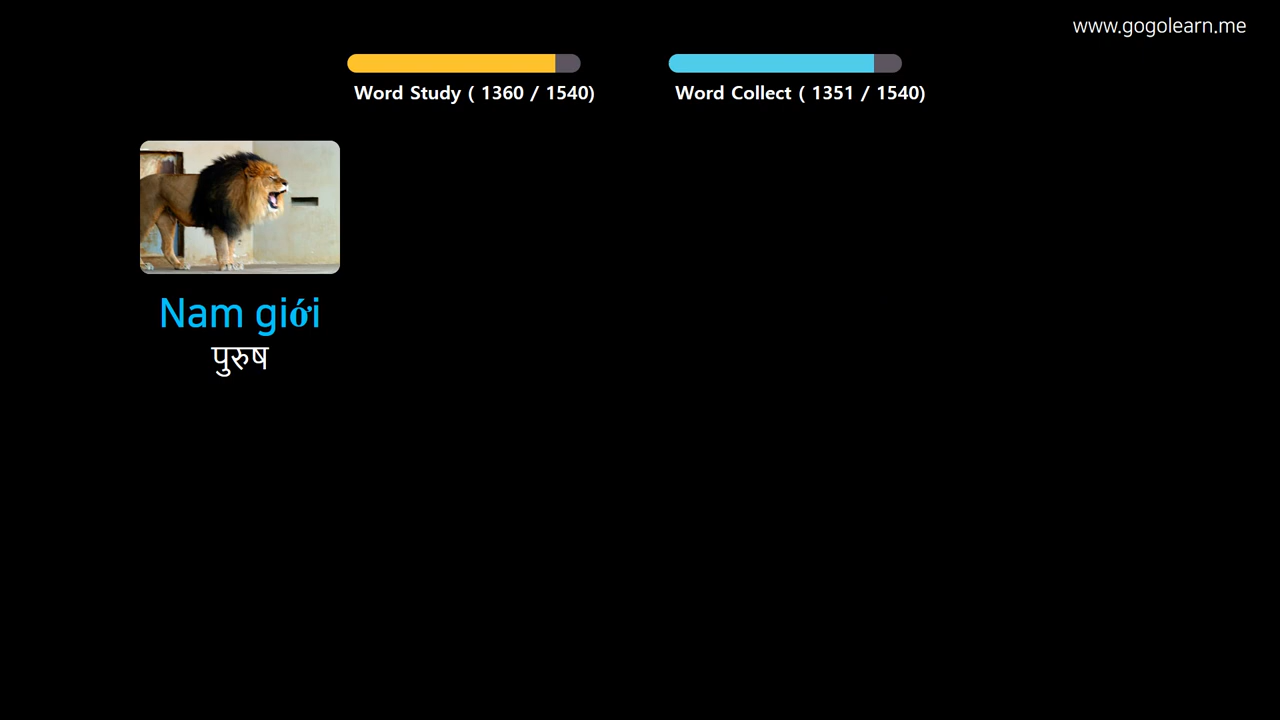 www.gogolearn.me
Word Study ( 1360 / 1540)
Word Collect ( 1351 / 1540)
Nam giới
पुरुष